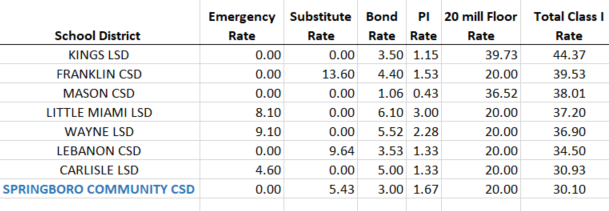 Emergency Substitute Bond PI 20 mill Floor Total Class I
School District Rate Rate Rate Rate Rate Rate
KINGS LSD 0.00 0.00 3.50 1.15 39.73 44.37
FRANKLIN CSD 0.00 13.60 4.40 1.53 20.00 39.53
MASON CSD 0.00 0.00 1.06 0.43 36.52 38.01
LITTLE MIAMI LSD 8.10 0.00 6.10 3.00 20.00 37.20
WAYNE LSD 9.10 0.00 5.52 2.28 20.00 36.90
LEBANON CSD 0.00 9.64 3.53 1.33 20.00 34.50
CARLISLE LSD 4.60 0.00 5.00 1.33 20.00 30.93
SPRINGBORO COMMUNITY CSD 0.00 5.43 3.00 1.67 20.00 30.10